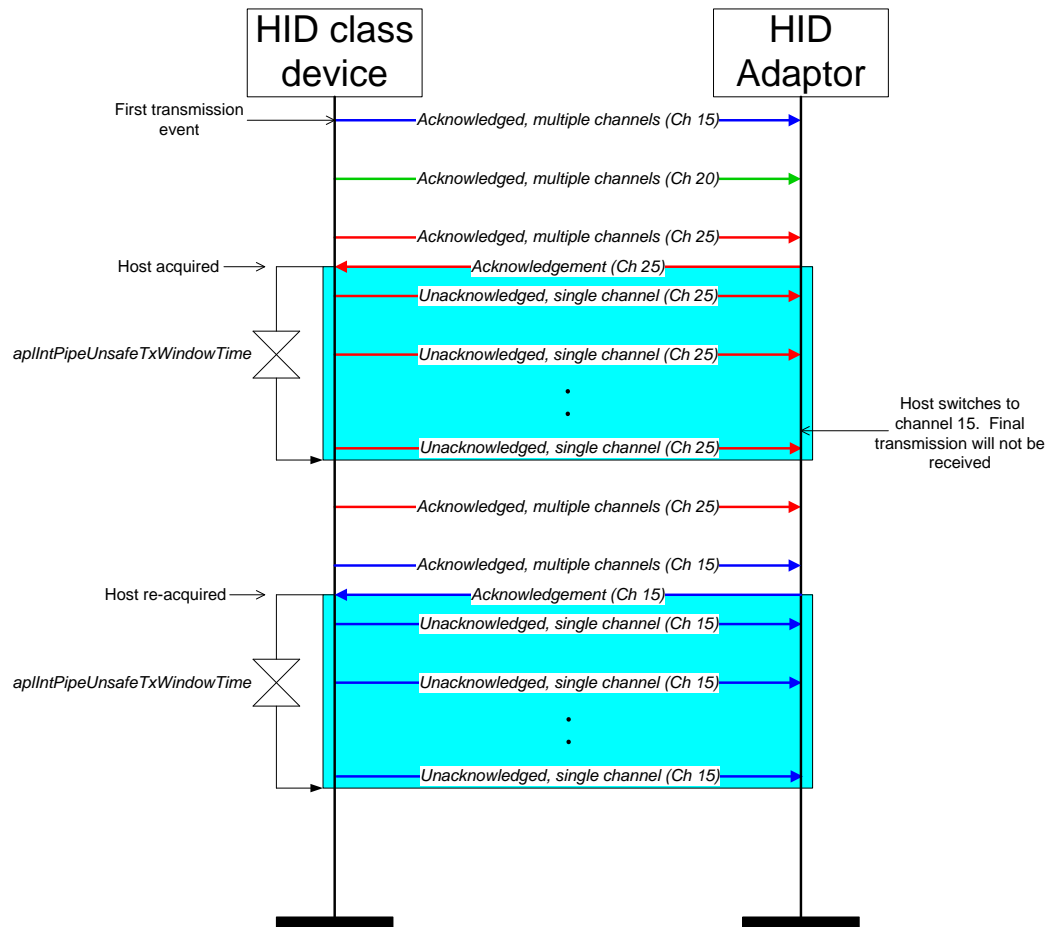 HID class
device
HID
Adaptor
First transmission
event
Acknowledged, multiple channels (Ch 15)
Acknowledged, multiple channels (Ch 20)
Acknowledged, multiple channels (Ch 25)
Host acquired
Acknowledgement (Ch 25)
Unacknowledged, single channel (Ch 25)
aplIntPipeUnsafeTxWindowTime
Unacknowledged, single channel (Ch 25)
Host switches to
channel 15. Final
transmission will not be
received
Unacknowledged, single channel (Ch 25)
Acknowledged, multiple channels (Ch 25)
Acknowledged, multiple channels (Ch 15)
Host re-acquired
Acknowledgement (Ch 15)
Unacknowledged, single channel (Ch 15)
aplIntPipeUnsafeTxWindowTime
Unacknowledged, single channel (Ch 15)
Unacknowledged, single channel (Ch 15)